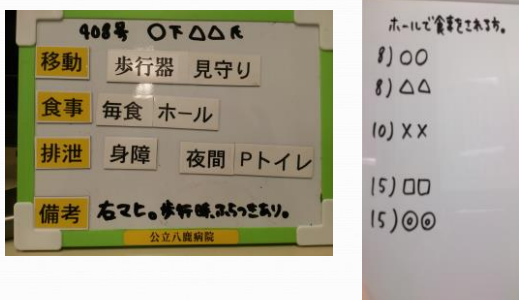 408号 〇下△△氏
移動 歩行器 見守り
食事 毎食 ホール
排泄 身障 夜間 Pトイレ
備考 右マヒ。歩行時、ふらつきあり。
公立八鹿病院
ホールで食事をされる方。
8) 〇〇
8) △△
10) ××
15) □□
15) ◎◎